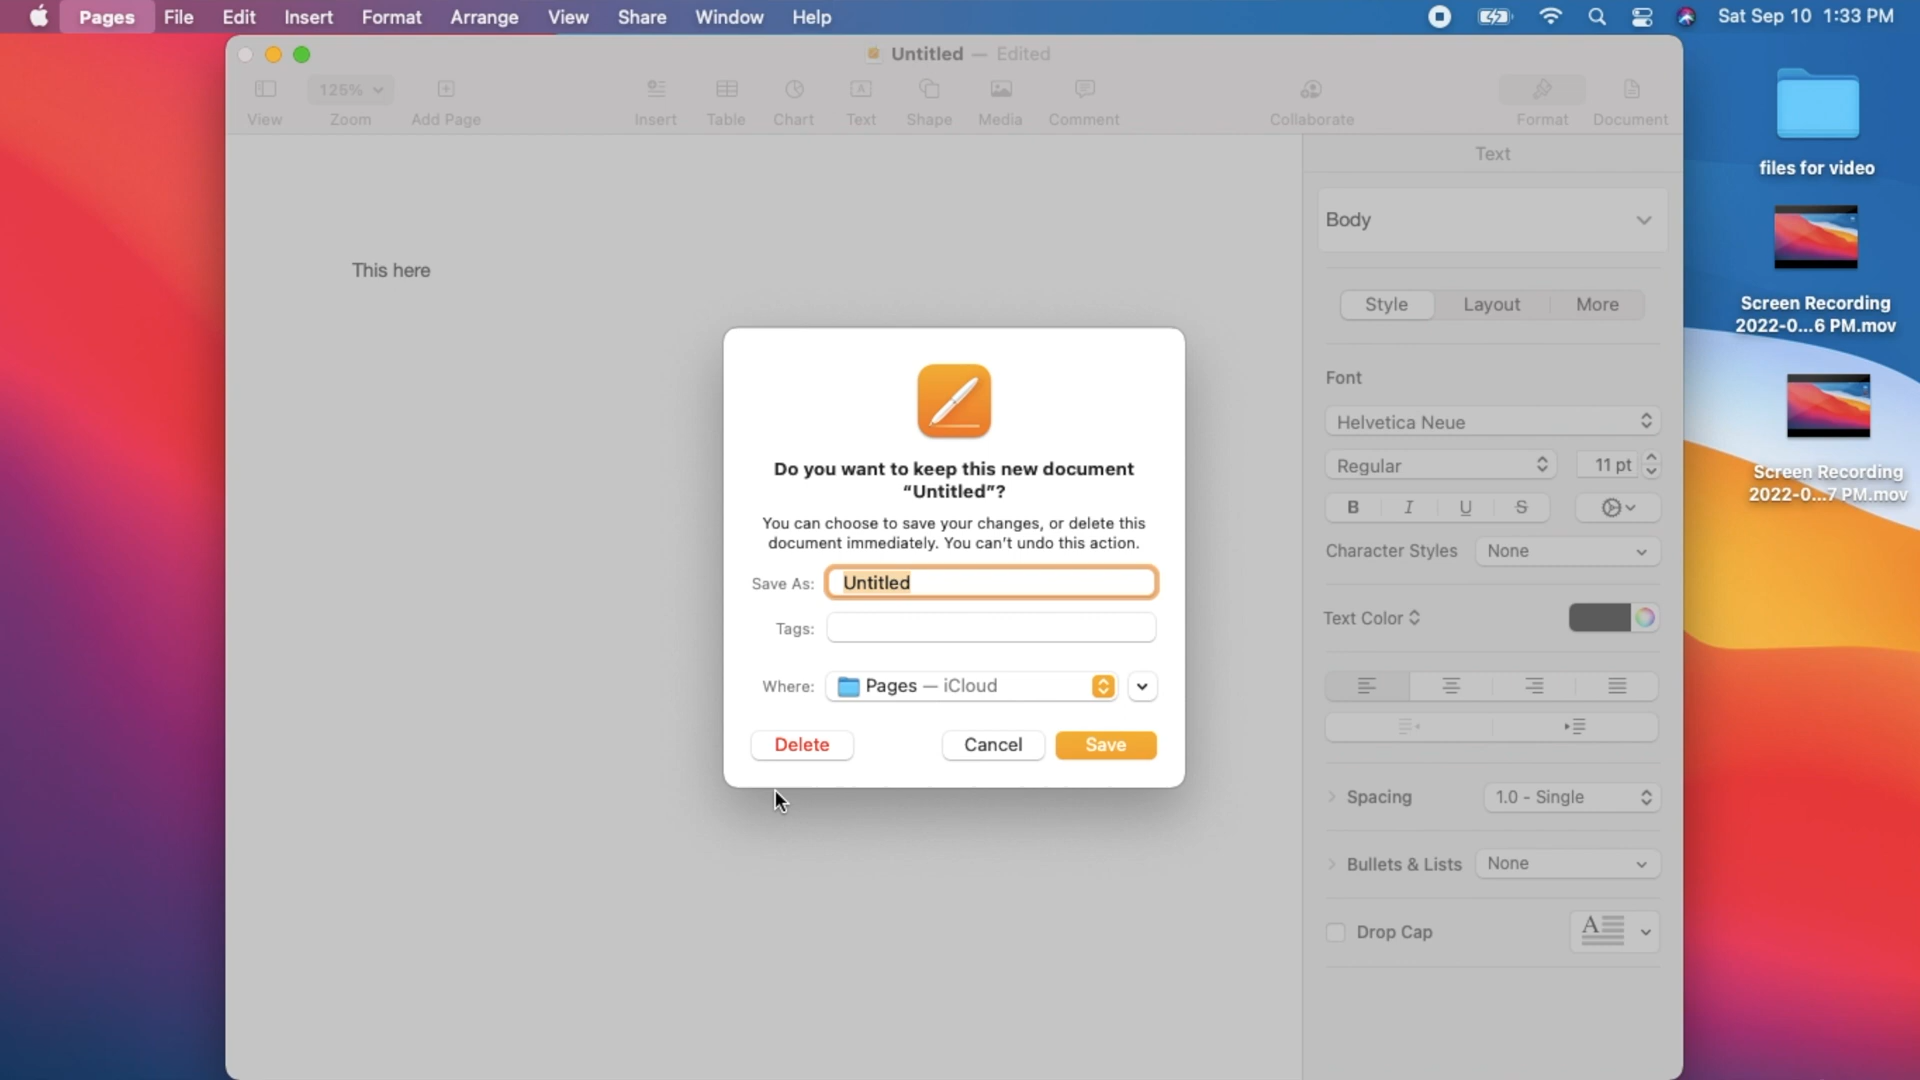 Pages File Edit Insert Format Arrange View Share Window Help Sat Sep 10 1:33 PM
Untitled — Edited
125%
View Zoom Add Page Insert Table Chart Text Shape Media Comment Collaborate Format Document
Text
Body
This here
Style Layout More
Font
Helvetica Neue
Regular 11 pt
B I U S
Character Styles None
Text Color
Spacing 1.0 - Single
Bullets & Lists None
Drop Cap
A
Do you want to keep this new document
“Untitled”?
You can choose to save your changes, or delete this
document immediately. You can’t undo this action.
Save As: Untitled
Tags:
Where: Pages — iCloud
Delete Cancel Save
files for video
Screen Recording
2022-0...6 PM.mov
Screen Recording
2022-0...7 PM.mov